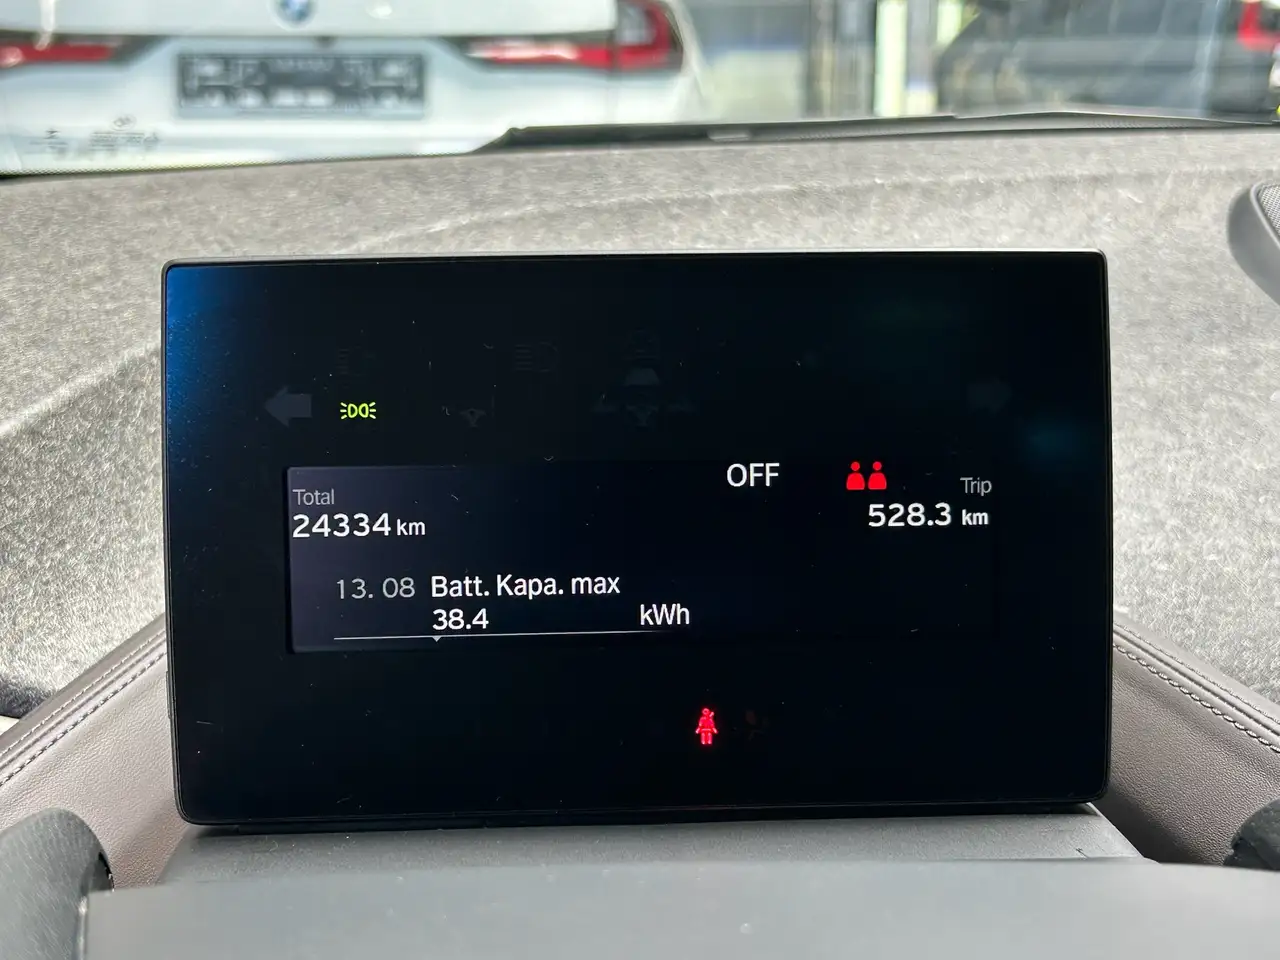 OFF
Total
Trip
24334 km
528.3 km
13. 08 Batt. Kapa. max
38.4 kWh